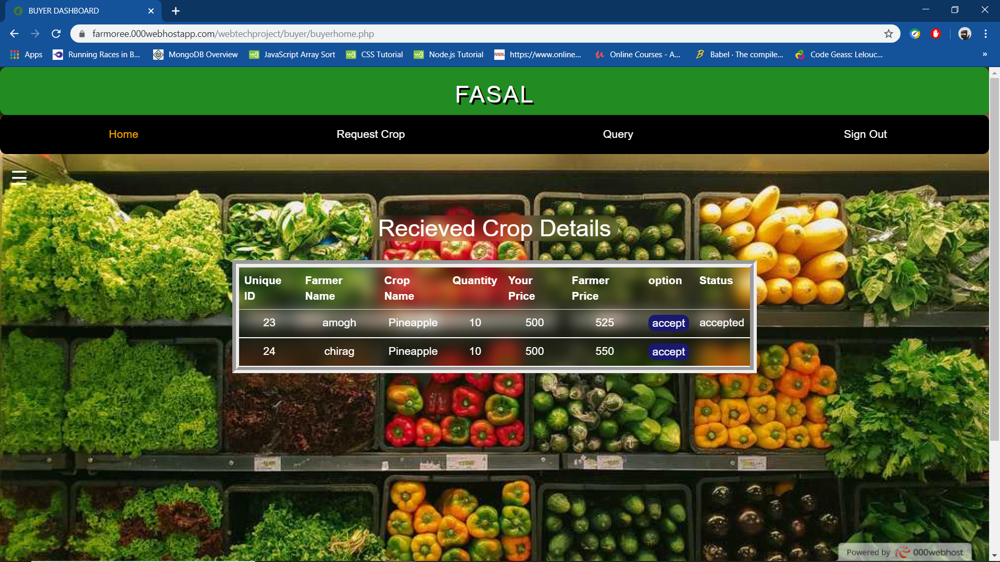 BUYER DASHBOARD
farmoree.000webhostapp.com/webtechproject/buyer/buyerhome.php
Apps Running Races in B... MongoDB Overview JavaScript Array Sort CSS Tutorial Node.js Tutorial NSDL https://www.online... Online Courses - A... Babel · The compile... Code Geass: Lelouc... »
FASAL
Home Request Crop Query Sign Out
Recieved Crop Details
Unique ID Farmer Name Crop Name Quantity Your Price Farmer Price option Status
23 amogh Pineapple 10 500 525 accept accepted
24 chirag Pineapple 10 500 550 accept
Powered by 000webhost